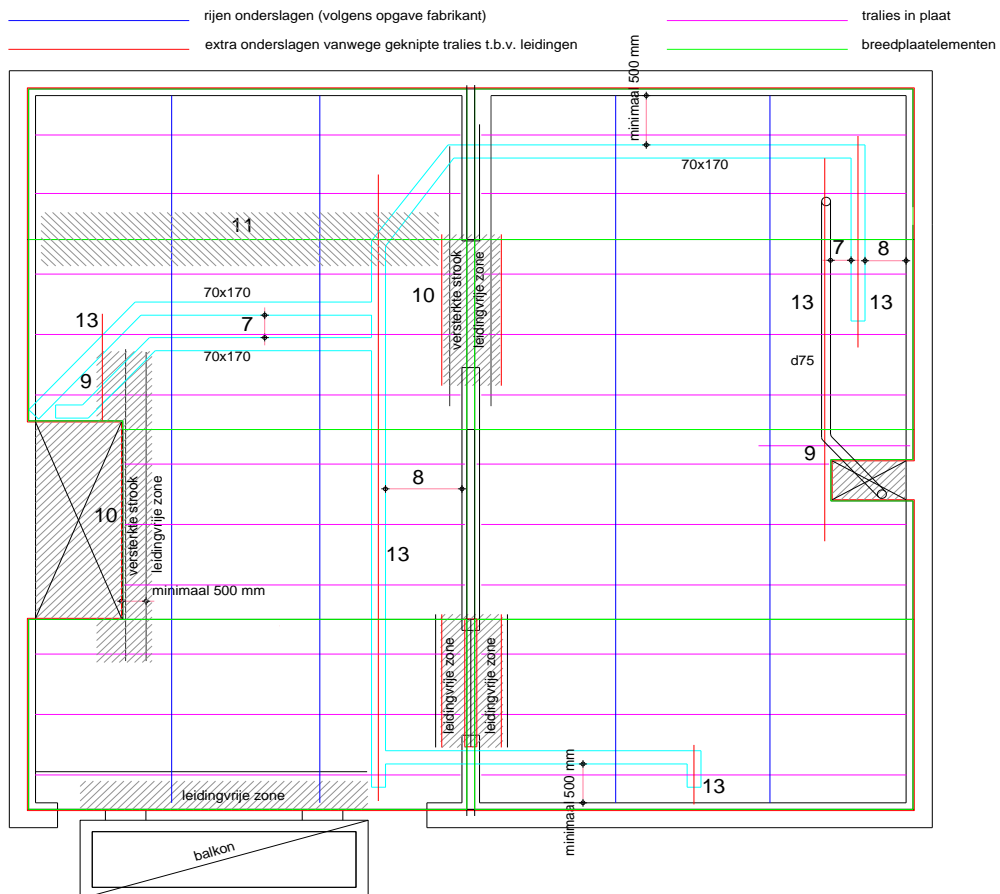 rijen onderslagen (volgens opgave fabrikant)
tralies in plaat
extra onderslagen vanwege geknipte tralies t.b.v. leidingen
breedplaatelementen
minimaal 500 mm
70x170
11
7
8
10
versterkte strook
leidingvrije zone
70x170
13
13
13
7
70x170
d75
9
9
8
10
versterkte strook
leidingvrije zone
13
minimaal 500 mm
leidingvrije zone
leidingvrije zone
13
minimaal 500 mm
leidingvrije zone
balkon